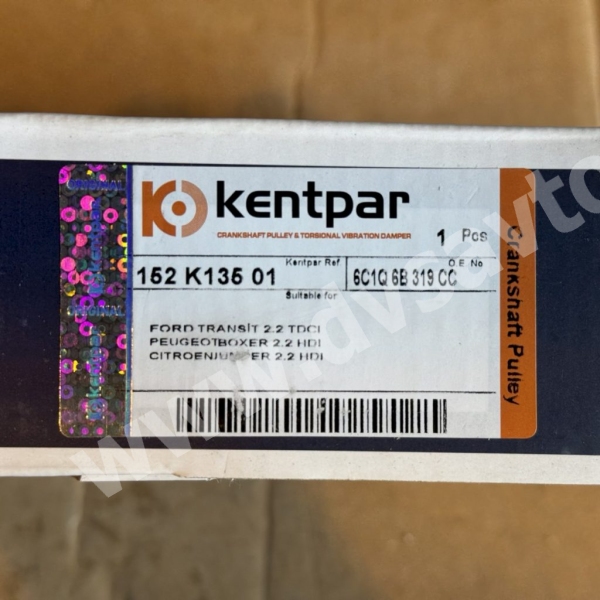 kentpar
CRANKSHAFT PULLEY & TORSIONAL VIBRATION DAMPER
1 Pcs
Kentpar Ref
O.E. No
152 K135 01
6C1Q 6B 319 CC
Suitable for
FORD TRANSİT 2.2 TDCI
PEUGEOTBOXER 2.2 HDI
CITROENJUMPER 2.2 HDI
Crankshaft Pulley
ORIGINAL
ORIGINAL
kentpar